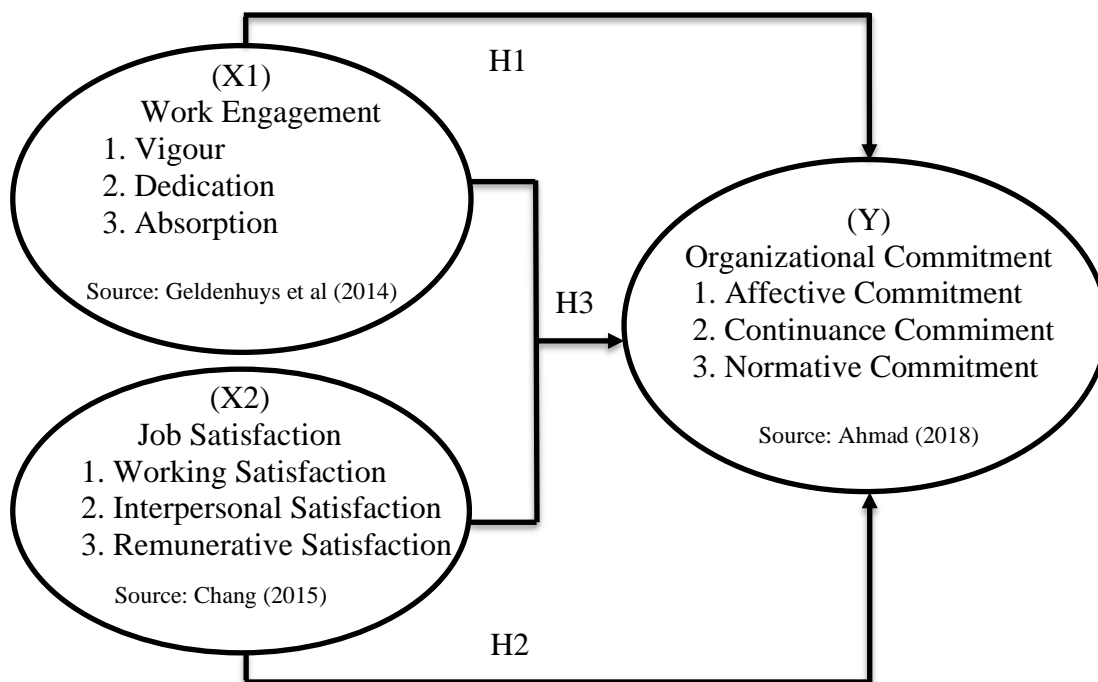 H1
(X1)
Work Engagement
1. Vigour
2. Dedication
3. Absorption
Source: Geldenhuys et al (2014)
H3
(Y)
Organizational Commitment
1. Affective Commitment
2. Continuance Commiment
3. Normative Commitment
Source: Ahmad (2018)
(X2)
Job Satisfaction
1. Working Satisfaction
2. Interpersonal Satisfaction
3. Remunerative Satisfaction
Source: Chang (2015)
H2